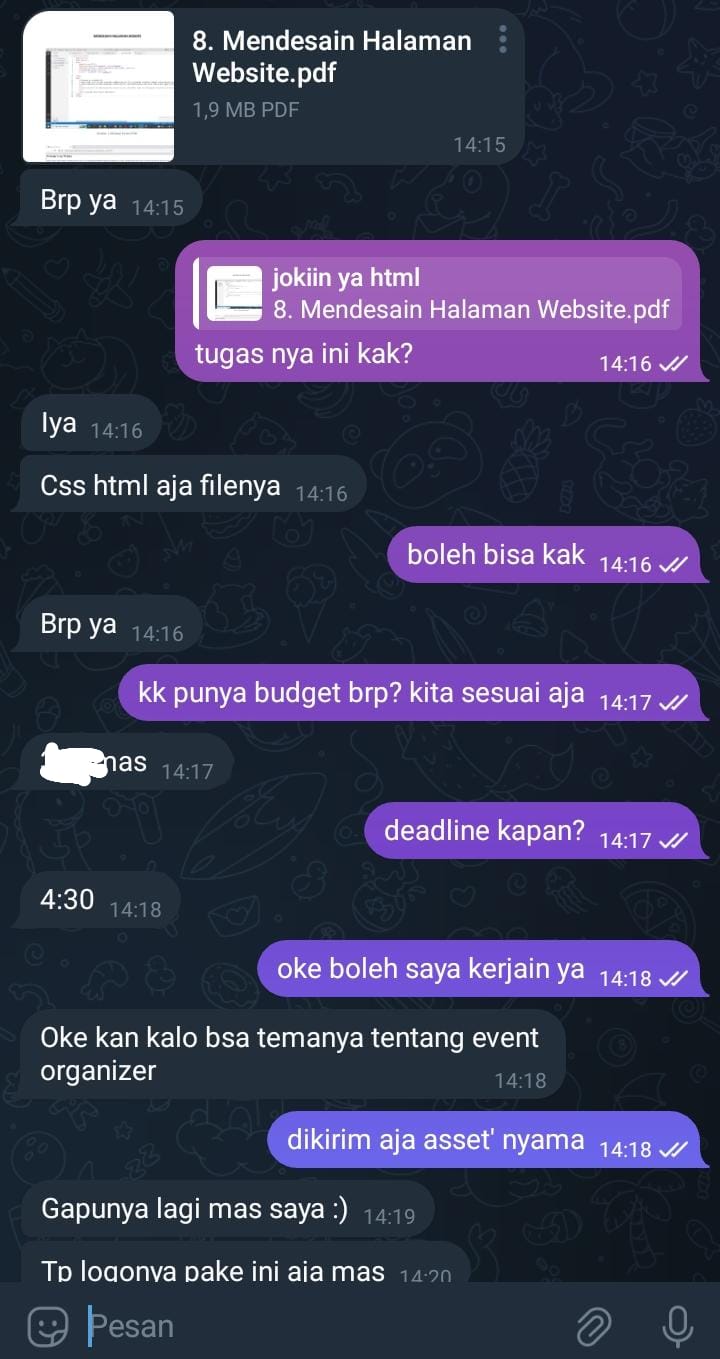 8. Mendesain Halaman
Website.pdf
1,9 MB PDF
14:15
Brp ya 14:15
jokiin ya html
8. Mendesain Halaman Website.pdf
tugas nya ini kak? 14:16
Iya 14:16
Css html aja filenya 14:16
boleh bisa kak 14:16
Brp ya 14:16
kk punya budget brp? kita sesuai aja 14:17
mas 14:17
deadline kapan? 14:17
4:30 14:18
oke boleh saya kerjain ya 14:18
Oke kan kalo bsa temanya tentang event
organizer 14:18
dikirim aja asset' nyama 14:18
Gapunya lagi mas saya :) 14:19
Tp logonya pake ini aja mas 14:20
Pesan